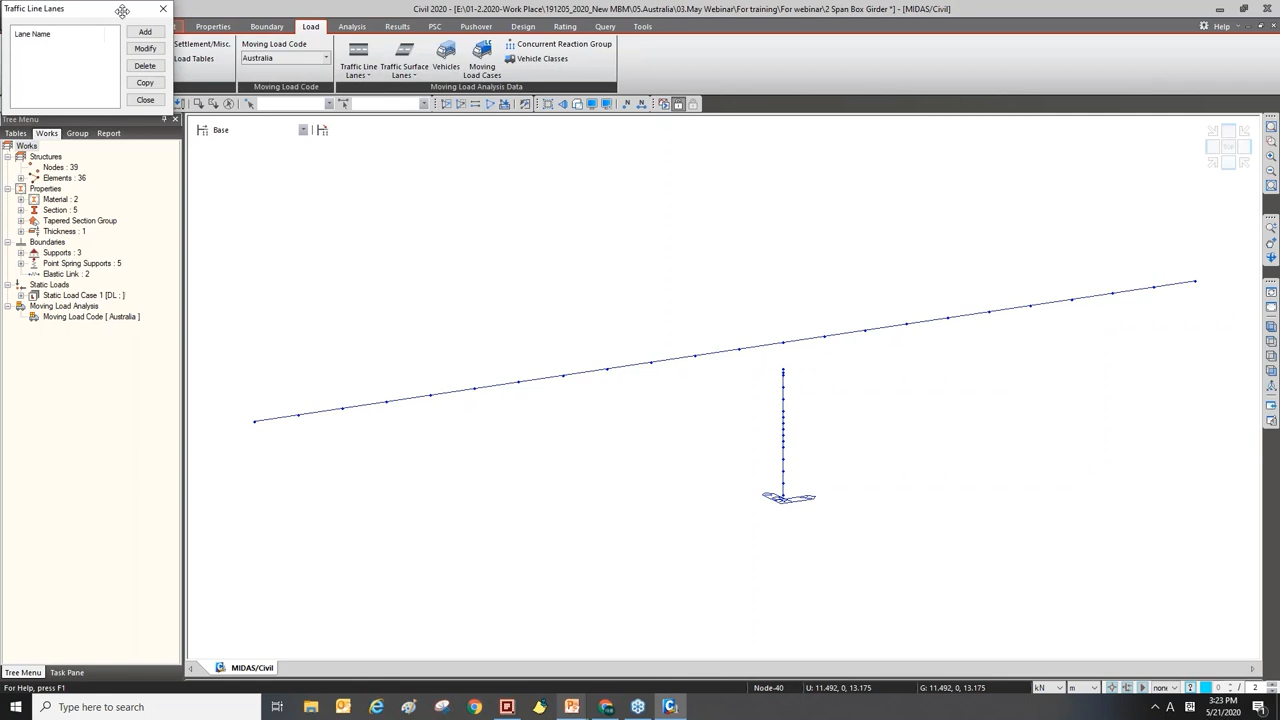 Traffic Line Lanes
Civil 2020 - [E:\01-2.2020-Work Place\191205_2020_New MBM\05.Australia\03.May Webinar\For training\For webinar\2 Span Box Girder *] - [MIDAS/Civil]
Properties
Boundary
Load
Analysis
Results
PSC
Pushover
Design
Rating
Query
Tools
Help
Lane Name
Add
Modify
Delete
Copy
Close
Settlement/Misc.
Load Tables
Moving Load Code
Australia
Moving Load Code
Traffic Line
Lanes
Traffic Surface
Lanes
Vehicles
Moving
Load Cases
Concurrent Reaction Group
Vehicle Classes
Moving Load Analysis Data
Tree Menu
Tables
Works
Group
Report
Base
TOP
Works
Structures
Nodes : 39
Elements : 36
Properties
Material : 2
Section : 5
Tapered Section Group
Thickness : 1
Boundaries
Supports : 3
Point Spring Supports : 5
Elastic Link : 2
Static Loads
Static Load Case 1 [DL ; ]
Moving Load Analysis
Moving Load Code [ Australia ]
Tree Menu
Task Pane
MIDAS/Civil
For Help, press F1
Node-40
U: 11.492, 0, 13.175
G: 11.492, 0, 13.175
kN
m
none
0
/
2
Type here to search
3:23 PM
5/21/2020